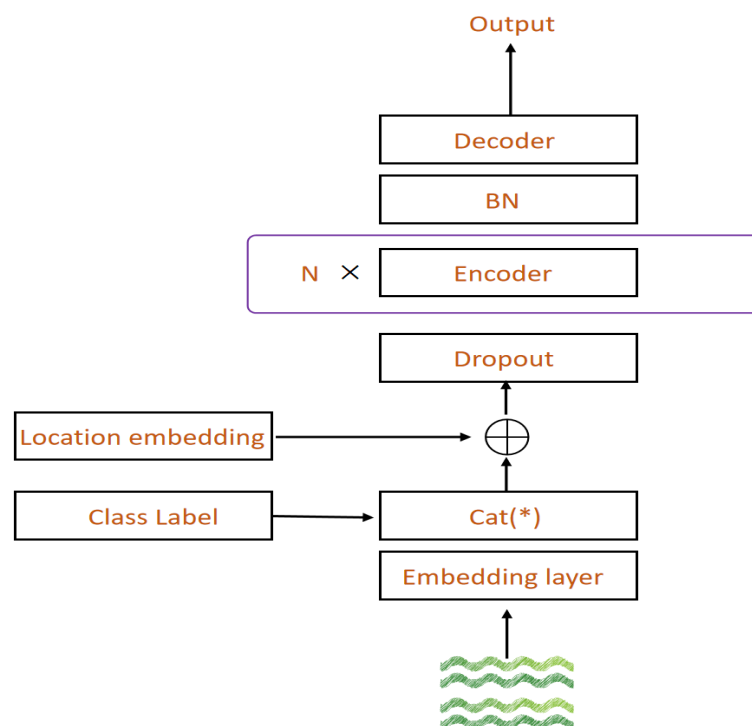 Output
Decoder
BN
N × Encoder
Dropout
Location embedding
Class Label
Cat(*)
Embedding layer